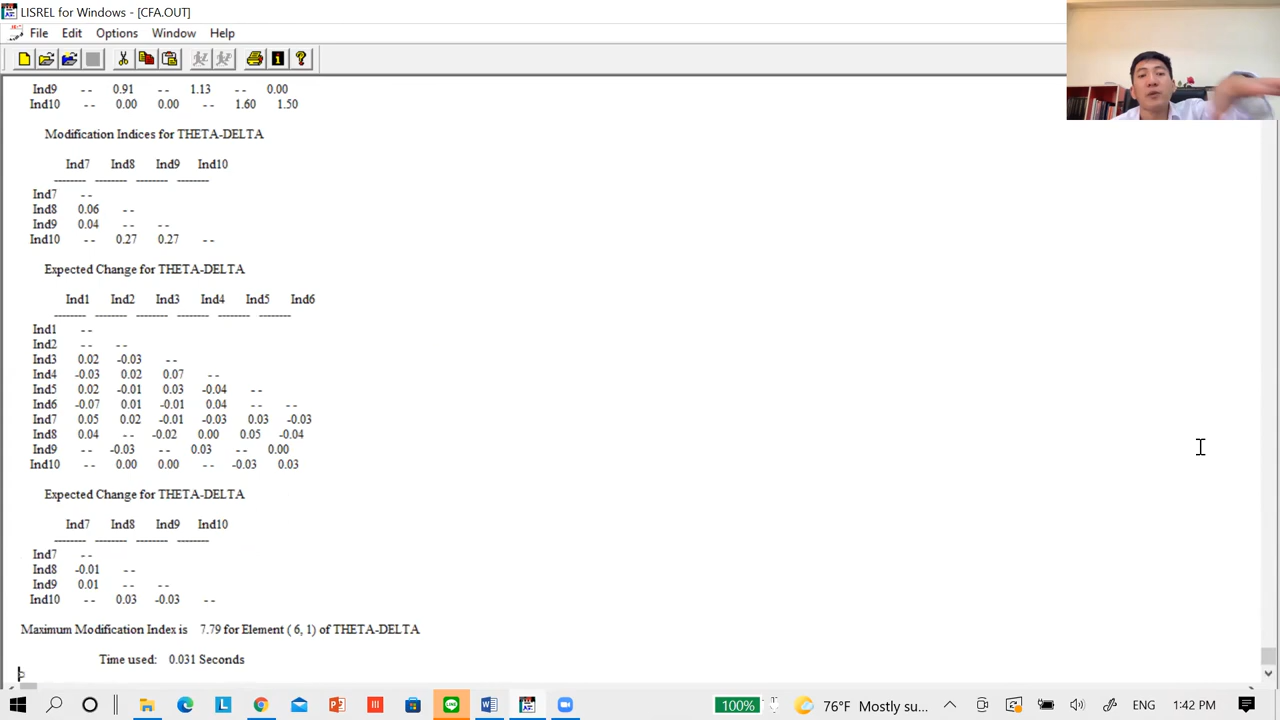 LISREL for Windows - [CFA.OUT]
File Edit Options Window Help
Ind9 - - 0.91 - - 1.13 - - 0.00
Ind10 - - 0.00 0.00 - - 1.60 1.50
Modification Indices for THETA-DELTA
Ind7 Ind8 Ind9 Ind10
-------- -------- -------- --------
Ind7 - -
Ind8 0.06 - -
Ind9 0.04 - - - -
Ind10 - - 0.27 0.27 - -
Expected Change for THETA-DELTA
Ind1 Ind2 Ind3 Ind4 Ind5 Ind6
-------- -------- -------- -------- -------- --------
Ind1 - -
Ind2 - - - -
Ind3 0.02 -0.03 - -
Ind4 -0.03 0.02 0.07 - -
Ind5 0.02 -0.01 0.03 -0.04 - -
Ind6 -0.07 0.01 -0.01 0.04 - - - -
Ind7 0.05 0.02 -0.01 -0.03 0.03 -0.03
Ind8 0.04 - - -0.02 0.00 0.05 -0.04
Ind9 - - -0.03 - - 0.03 - - 0.00
Ind10 - - 0.00 0.00 - - -0.03 0.03
Expected Change for THETA-DELTA
Ind7 Ind8 Ind9 Ind10
-------- -------- -------- --------
Ind7 - -
Ind8 -0.01 - -
Ind9 0.01 - - - -
Ind10 - - 0.03 -0.03 - -
Maximum Modification Index is 7.79 for Element ( 6, 1) of THETA-DELTA
Time used: 0.031 Seconds
100% 76°F Mostly su... ENG 1:42 PM